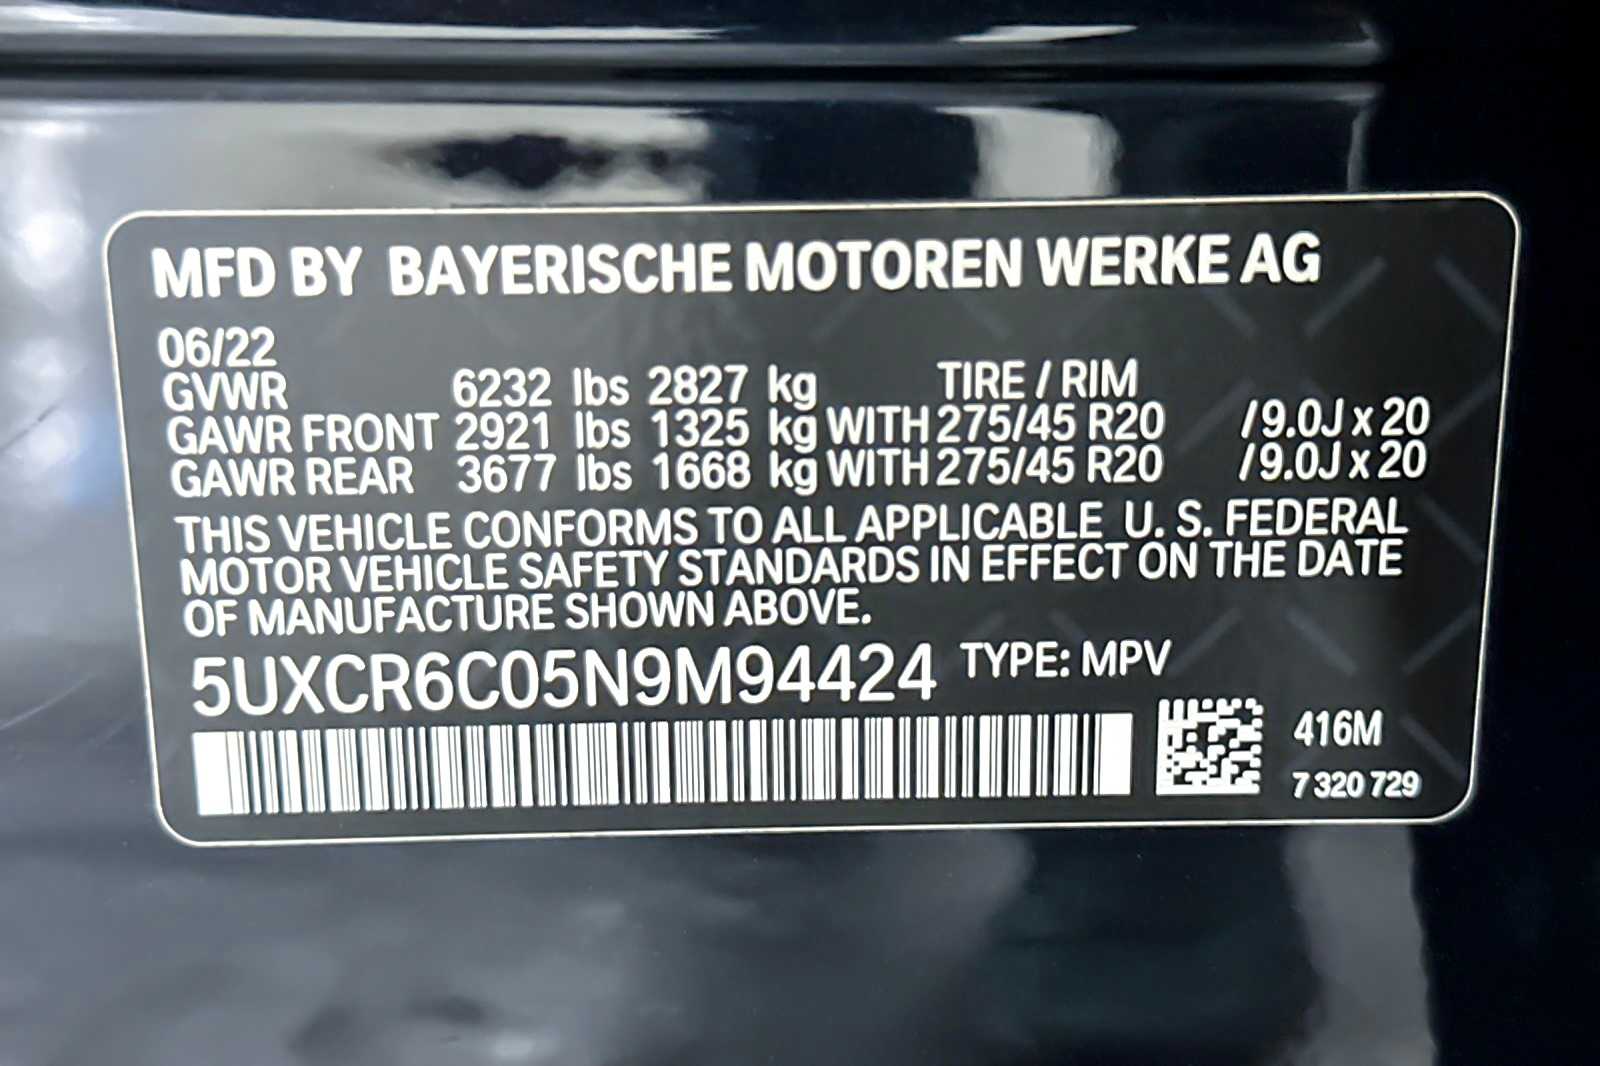 MFD BY BAYERISCHE MOTOREN WERKE AG
06/22
GVWR 6232 lbs 2827 kg TIRE / RIM
GAWR FRONT 2921 lbs 1325 kg WITH 275/45 R20 /9.0J x 20
GAWR REAR 3677 lbs 1668 kg WITH 275/45 R20 /9.0J x 20
THIS VEHICLE CONFORMS TO ALL APPLICABLE U. S. FEDERAL
MOTOR VEHICLE SAFETY STANDARDS IN EFFECT ON THE DATE
OF MANUFACTURE SHOWN ABOVE.
5UXCR6C05N9M94424 TYPE: MPV
416M
7 320 729